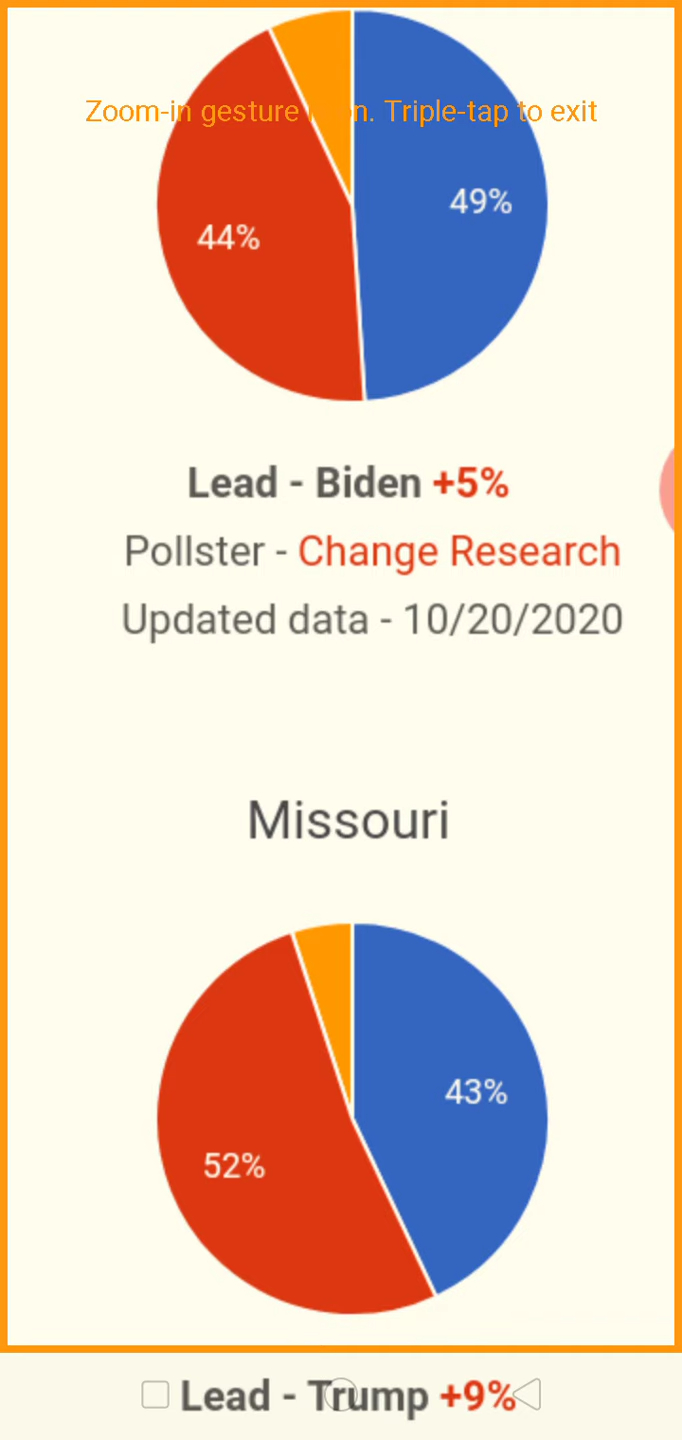 Zoom-in gesture on. Triple-tap to exit
49%
44%
Lead - Biden +5%
Pollster - Change Research
Updated data - 10/20/2020
Missouri
43%
52%
Lead - Trump +9%